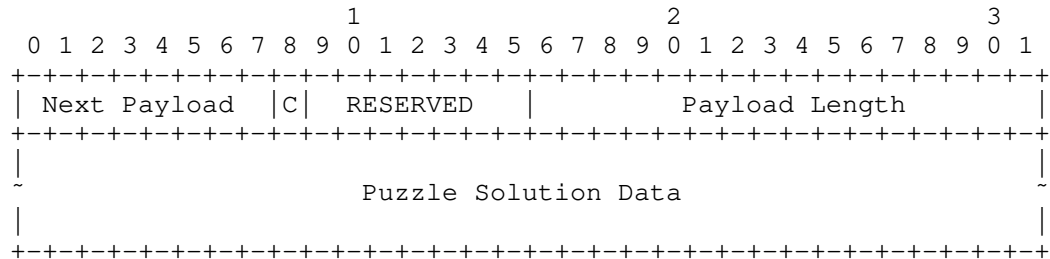 1                   2                   3
 0 1 2 3 4 5 6 7 8 9 0 1 2 3 4 5 6 7 8 9 0 1 2 3 4 5 6 7 8 9 0 1
+-+-+-+-+-+-+-+-+-+-+-+-+-+-+-+-+-+-+-+-+-+-+-+-+-+-+-+-+-+-+-+-+
| Next Payload  |C|  RESERVED   |         Payload Length        |
+-+-+-+-+-+-+-+-+-+-+-+-+-+-+-+-+-+-+-+-+-+-+-+-+-+-+-+-+-+-+-+-+
|                                                               |
~                     Puzzle Solution Data                      ~
|                                                               |
+-+-+-+-+-+-+-+-+-+-+-+-+-+-+-+-+-+-+-+-+-+-+-+-+-+-+-+-+-+-+-+-+